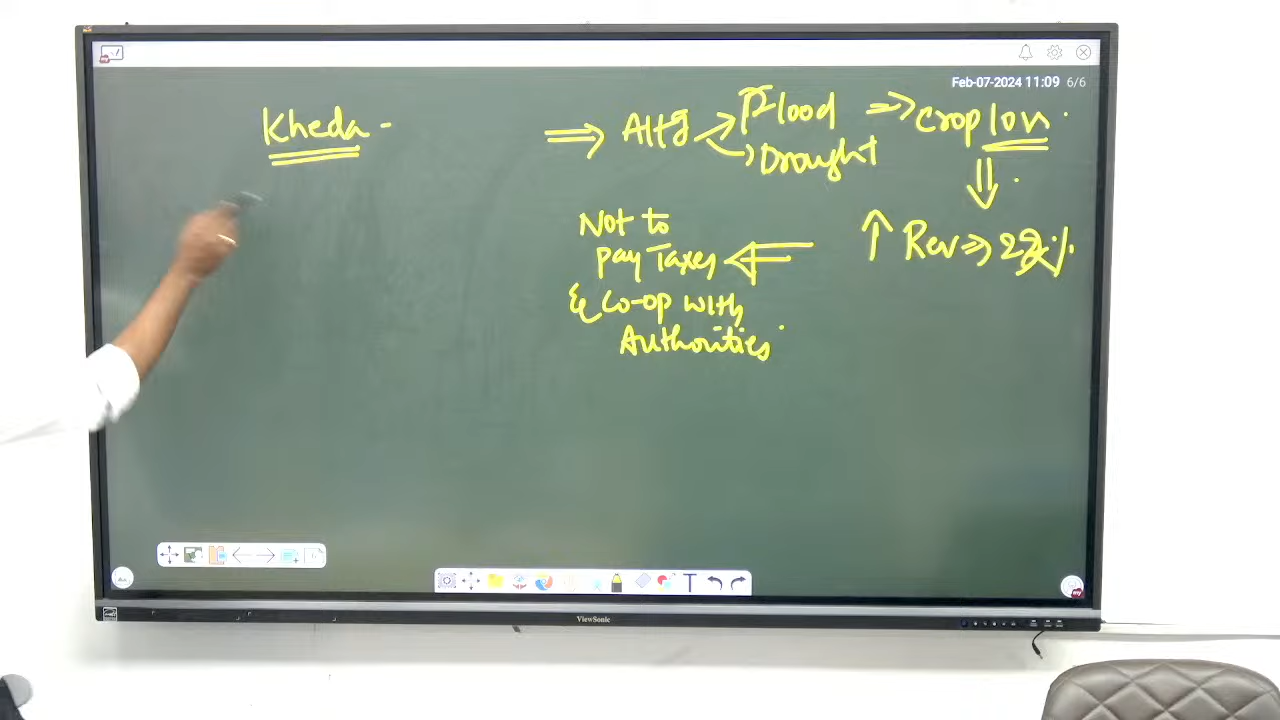 Feb-07-2024 11:09 6/6
Kheda -
⇒ Altg → Flood ⇒ Crop loss
→ Drought
⇓
↑ Rev ⇒ 22%
Not to
pay Taxes ⇐
& Co-op with
Authorities
T
ViewSonic